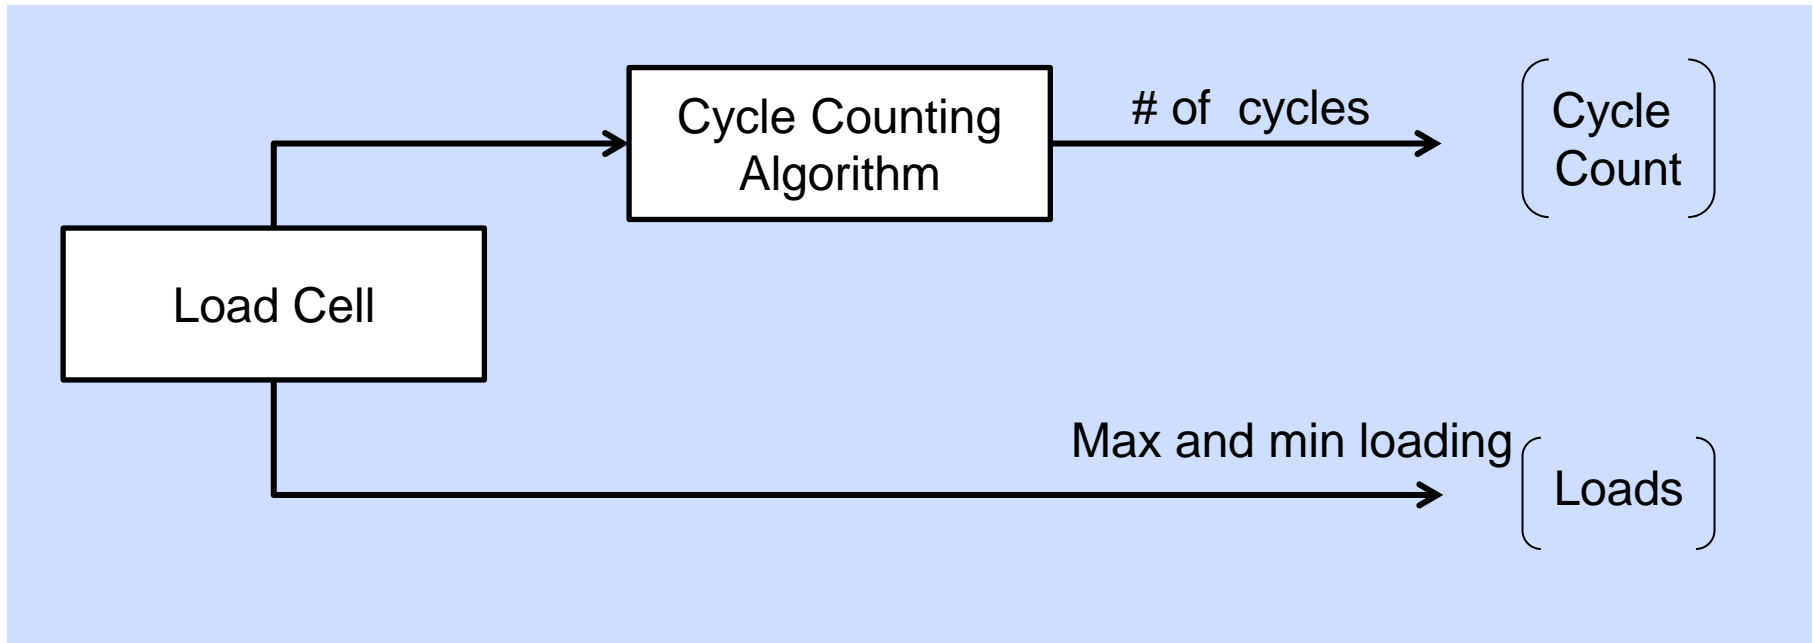 Cycle Counting
Algorithm
# of  cycles
Cycle
Count
Load Cell
Max and min loading
Loads